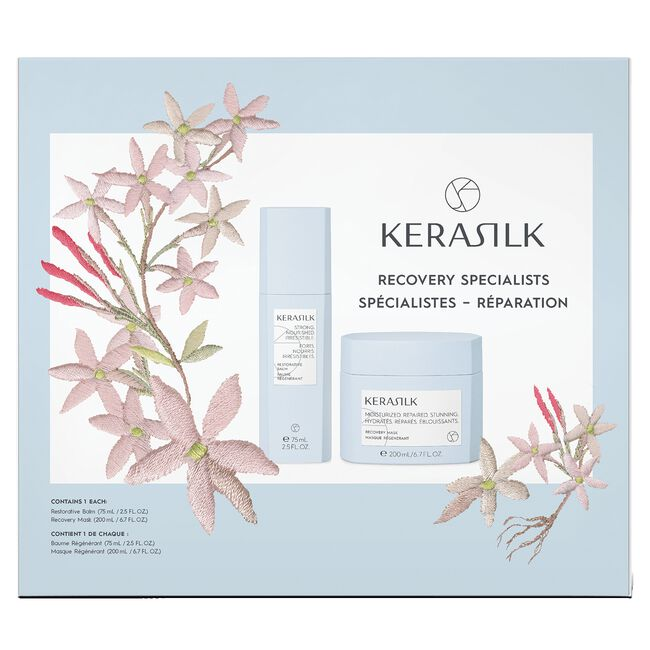 KERASILK
RECOVERY SPECIALISTS
SPÉCIALISTES – RÉPARATION
KERASILK
STRONG.
NOURISHED.
IRRESISTIBLE.
FORTS.
NOURRIS.
IRRÉSISTIBLES.
RESTORATIVE
BALM
BAUME
RÉGÉNÉRANT
e 75 mL
2.5 FL. OZ.
KERASILK
MOISTURIZED. REPAIRED. STUNNING.
HYDRATÉS. RÉPARÉS. ÉBLOUISSANTS.
RECOVERY MASK
MASQUE RÉGÉNÉRANT
e 200 mL/6.7 FL. OZ.
CONTAINS 1 EACH:
Restorative Balm (75 mL / 2.5 FL. OZ.)
Recovery Mask (200 mL / 6.7 FL. OZ.)
CONTIENT 1 DE CHAQUE :
Baume Régénérant (75 mL / 2.5 FL. OZ.)
Masque Régénérant (200 mL / 6.7 FL. OZ.)